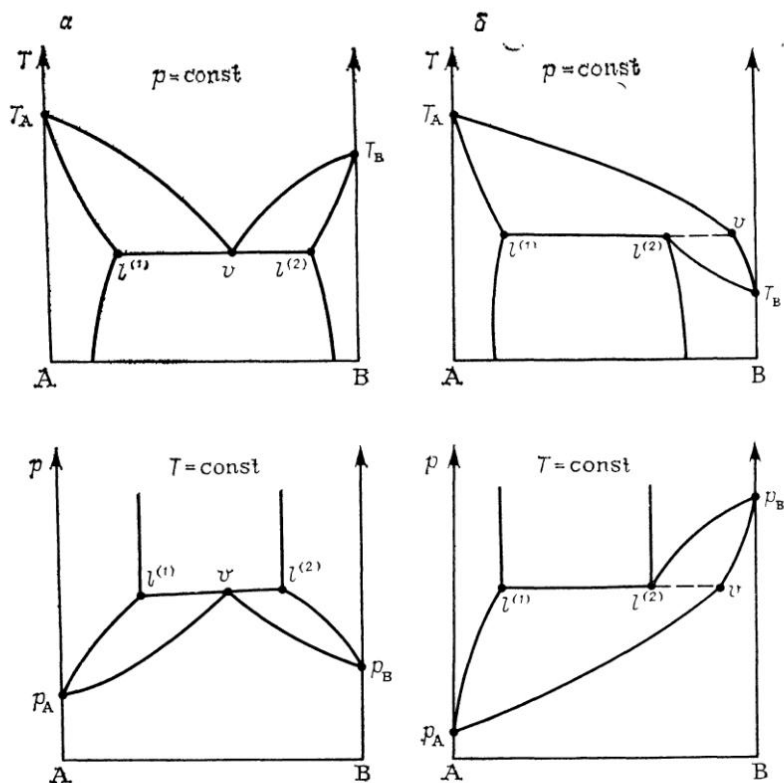 а
T
p = const
T_A
T_B
l^(1) v l^(2)
A B
б
T
p = const
T_A
v
l^(1) l^(2)
T_B
A B
p
T = const
l^(1) v l^(2)
p_B
p_A
A B
p
T = const
p_B
l^(1) l^(2) v
p_A
A B